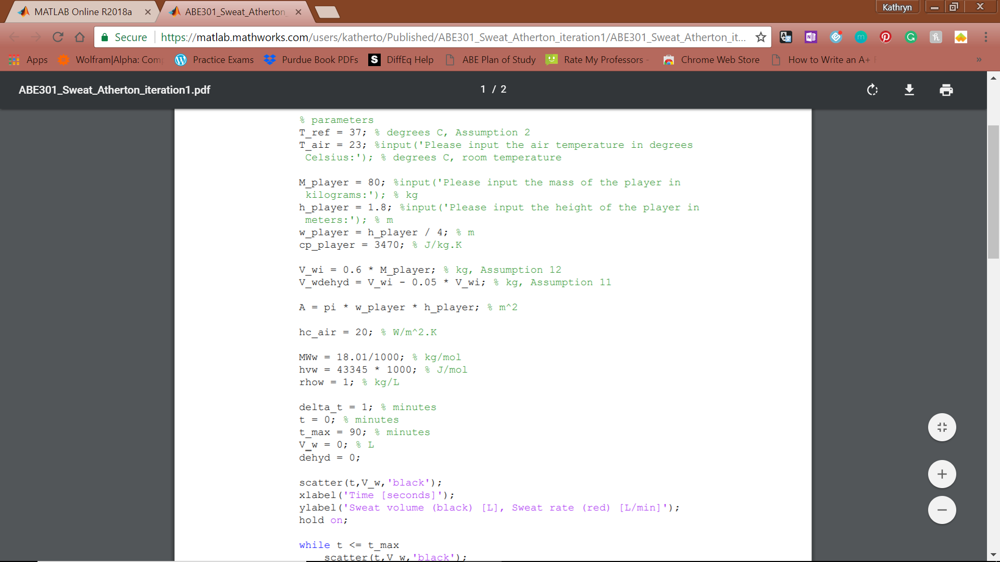 MATLAB Online R2018a
ABE301_Sweat_Atherton_
Kathryn
Secure
https://matlab.mathworks.com/users/katherto/Published/ABE301_Sweat_Atherton_iteration1/ABE301_Sweat_Atherton_it...
Apps
Wolfram|Alpha: Com
Practice Exams
Purdue Book PDFs
S
DiffEq Help
ABE Plan of Study
Rate My Professors -
Chrome Web Store
How to Write an A+
»
ABE301_Sweat_Atherton_iteration1.pdf
1 / 2
% parameters
T_ref = 37; % degrees C, Assumption 2
T_air = 23; %input('Please input the air temperature in degrees
Celsius:'); % degrees C, room temperature
M_player = 80; %input('Please input the mass of the player in
kilograms:'); % kg
h_player = 1.8; %input('Please input the height of the player in
meters:'); % m
w_player = h_player / 4; % m
cp_player = 3470; % J/kg.K
V_wi = 0.6 * M_player; % kg, Assumption 12
V_wdehyd = V_wi - 0.05 * V_wi; % kg, Assumption 11
A = pi * w_player * h_player; % m^2
hc_air = 20; % W/m^2.K
MWw = 18.01/1000; % kg/mol
hvw = 43345 * 1000; % J/mol
rhow = 1; % kg/L
delta_t = 1; % minutes
t = 0; % minutes
t_max = 90; % minutes
V_w = 0; % L
dehyd = 0;
scatter(t,V_w,'black');
xlabel('Time [seconds]');
ylabel('Sweat volume (black) [L], Sweat rate (red) [L/min]');
hold on;
while t <= t_max
scatter(t,V_w,'black');